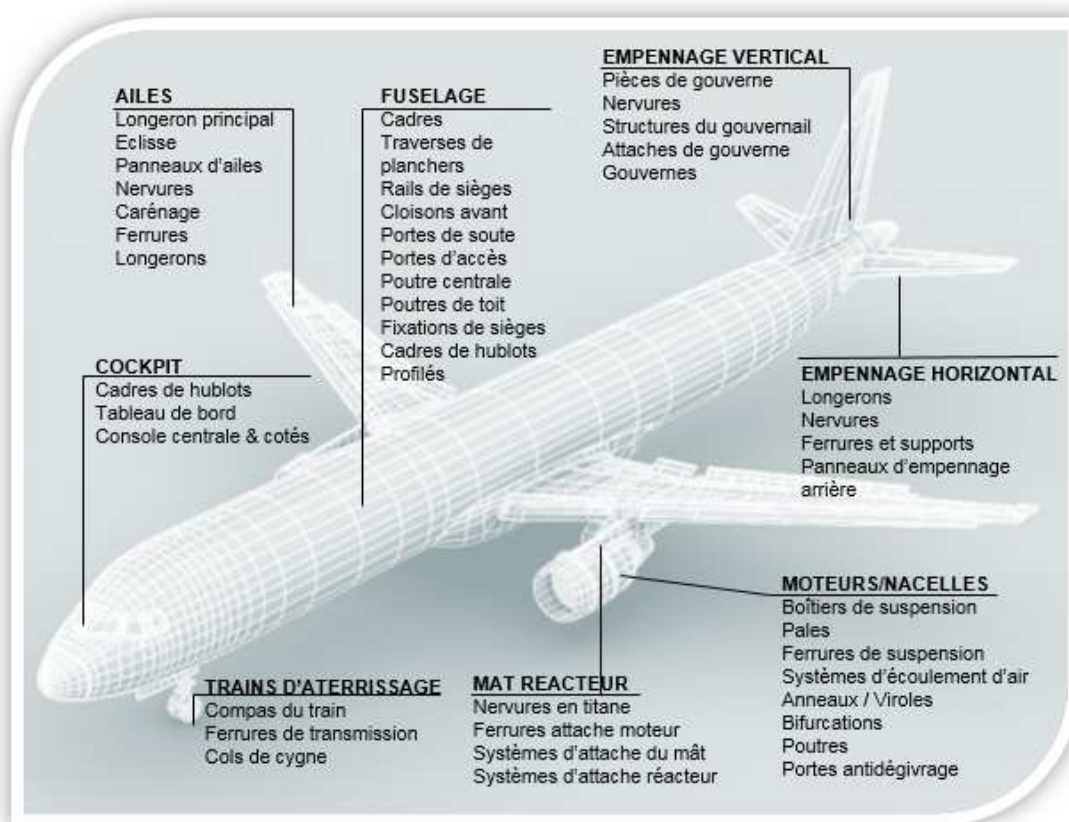 EMPENNAGE VERTICAL
Pièces de gouverne
Nervures
Structures du gouvernail
Attaches de gouverne
Gouvernes
AILES
Longeron principal
Eclisse
Panneaux d'ailes
Nervures
Carénage
Ferrures
Longerons
FUSELAGE
Cadres
Traverses de
planchers
Rails de sièges
Cloisons avant
Portes de soute
Portes d'accès
Poutre centrale
Poutres de toit
Fixations de sièges
Cadres de hublots
Profilés
COCKPIT
Cadres de hublots
Tableau de bord
Console centrale & cotés
EMPENNAGE HORIZONTAL
Longerons
Nervures
Ferrures et supports
Panneaux d'empennage
arrière
MOTEURS/NACELLES
Boîtiers de suspension
Pales
Ferrures de suspension
Systèmes d'écoulement d'air
Anneaux / Viroles
Bifurcations
Poutres
Portes antidégivrage
TRAINS D'ATERRISSAGE
Compas du train
Ferrures de transmission
Cols de cygne
MAT REACTEUR
Nervures en titane
Ferrures attache moteur
Systèmes d'attache du mât
Systèmes d'attache réacteur